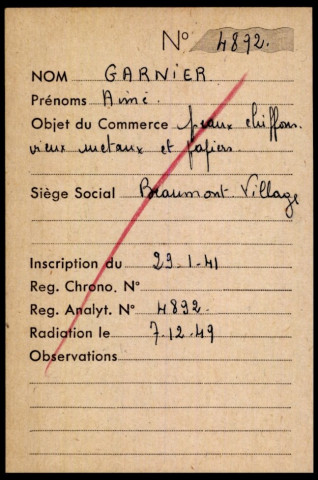 N° 4892.
NOM GARNIER
Prénoms Aimé.
Objet du Commerce peaux chiffons.
vieux metaux et papiers.
Siège Social Beaumont. Village
Inscription du 29.1.41
Reg. Chrono. N°
Reg. Analyt. N° 4892.
Radiation le 7.12.49
Observations